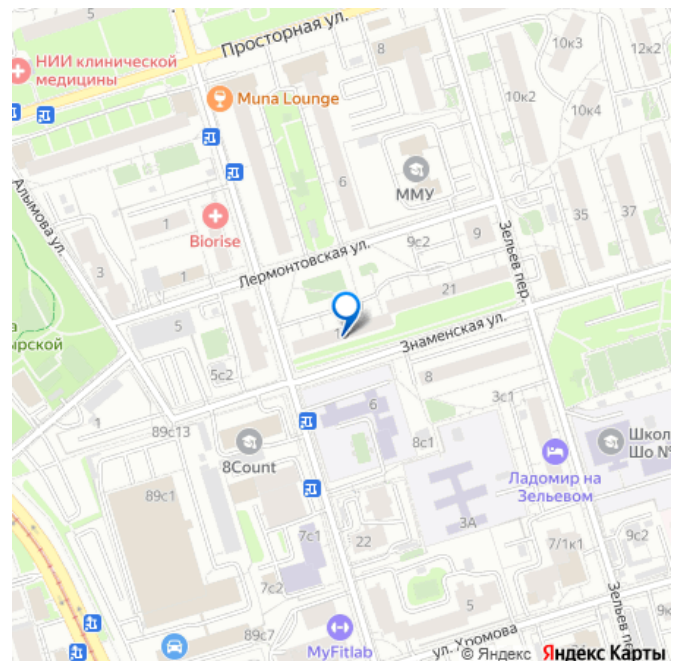 5
Просторная ул.
8
10к3
12к2
НИИ клинической
медицины
Muna Lounge
10к2
10к4
6
ММУ
Алымова ул.
1
Biorise
35
37
Зельев пер.
9с2
9
3
1
Лермонтовская ул.
21
5
Знаменская ул.
5с2
8
6
3с1
1
89с13
8Count
8с1
Ладомир на
Зельевом
89с1
3А
7с1
22
7/1к1
9с2
7с2
5
Зельев пер.
89с7
MyFitlab
ул. Хромова
© Яндекс Яндекс Карты